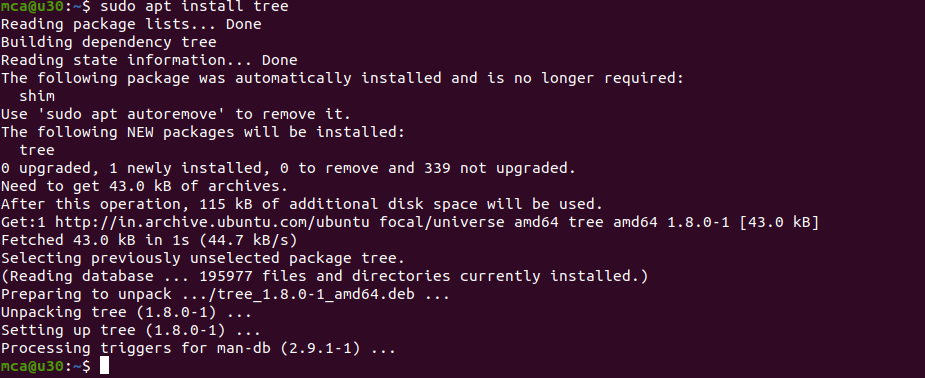 mca@u30:~$ sudo apt install tree
Reading package lists... Done
Building dependency tree
Reading state information... Done
The following package was automatically installed and is no longer required:
  shim
Use 'sudo apt autoremove' to remove it.
The following NEW packages will be installed:
  tree
0 upgraded, 1 newly installed, 0 to remove and 339 not upgraded.
Need to get 43.0 kB of archives.
After this operation, 115 kB of additional disk space will be used.
Get:1 http://in.archive.ubuntu.com/ubuntu focal/universe amd64 tree amd64 1.8.0-1 [43.0 kB]
Fetched 43.0 kB in 1s (44.7 kB/s)
Selecting previously unselected package tree.
(Reading database ... 195977 files and directories currently installed.)
Preparing to unpack .../tree_1.8.0-1_amd64.deb ...
Unpacking tree (1.8.0-1) ...
Setting up tree (1.8.0-1) ...
Processing triggers for man-db (2.9.1-1) ...
mca@u30:~$